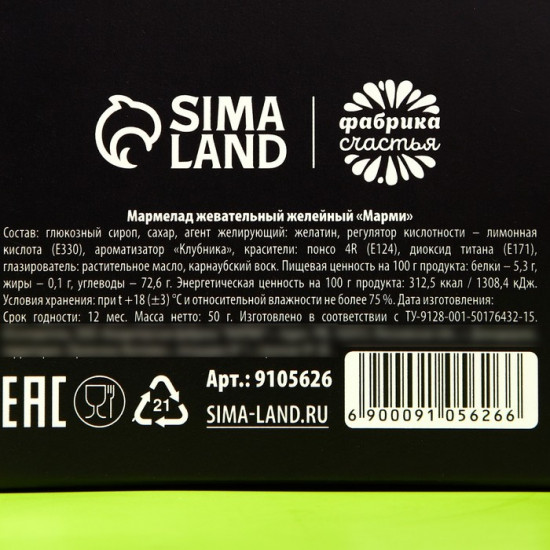 SIMA
LAND
фабрика
счастья
Мармелад жевательный желейный «Марми»
Состав: глюкозный сироп, сахар, агент желирующий: желатин, регулятор кислотности – лимонная
кислота (Е330), ароматизатор «Клубника», красители: понсо 4R (Е124), диоксид титана (Е171),
глазирователь: растительное масло, карнаубский воск. Пищевая ценность на 100 г продукта: белки – 5,3 г,
жиры – 0,1 г, углеводы – 72,6 г. Энергетическая ценность на 100 г продукта: 312,5 ккал / 1308,4 кДж.
Условия хранения: при t +18 (±3) °С и относительной влажности не более 75 %. Дата изготовления:
Срок годности: 12 мес. Масса нетто: 50 г. Изготовлено в соответствии с ТУ-9128-001-50176432-15.
EAC
21
Арт.: 9105626
SIMA-LAND.RU
6 900091 056266